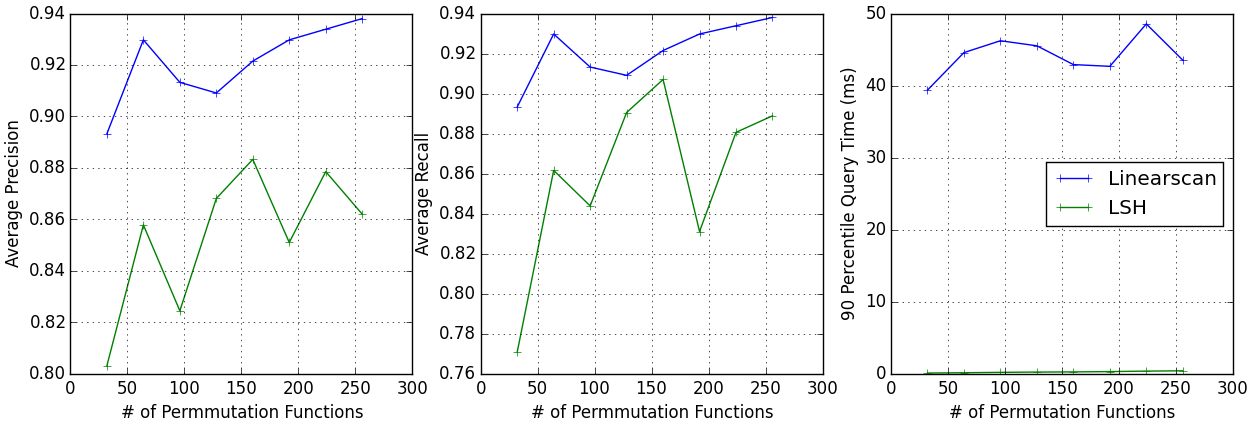 Average Precision
0.94
0.92
0.90
0.88
0.86
0.84
0.82
0.80
0 50 100 150 200 250 300
# of Permmutation Functions
Average Recall
0.94
0.92
0.90
0.88
0.86
0.84
0.82
0.80
0.78
0.76
0 50 100 150 200 250 300
# of Permmutation Functions
90 Percentile Query Time (ms)
50
40
30
20
10
0
0 50 100 150 200 250 300
# of Permutation Functions
Linearscan
LSH